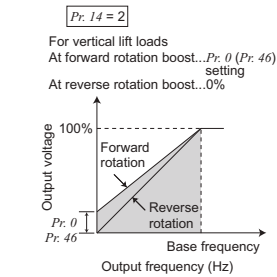 Pr. 14 = 2
For vertical lift loads
At forward rotation boost...Pr. 0 (Pr. 46)
setting
At reverse rotation boost...0%
100%
Output voltage
Forward
rotation
Reverse
rotation
Pr. 0
Pr. 46
Base frequency
Output frequency (Hz)